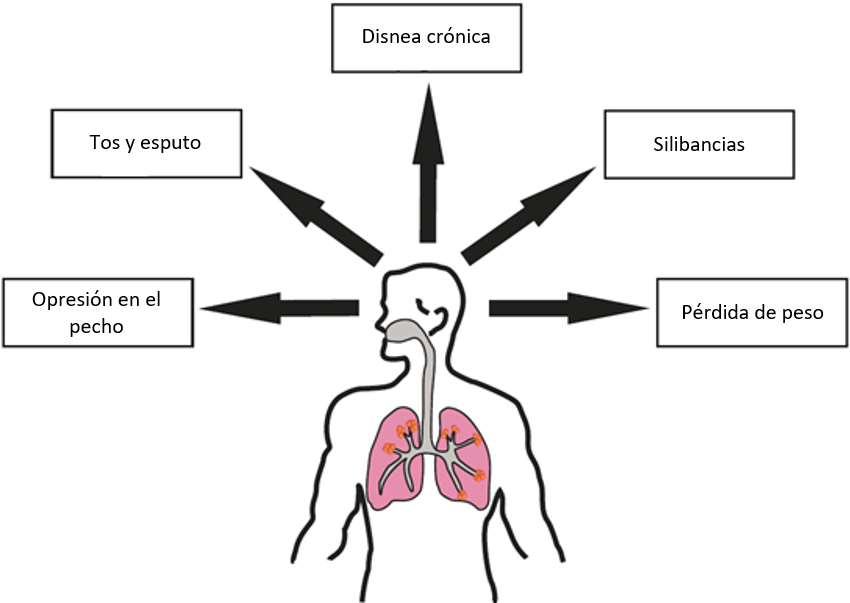 Disnea crónica
Tos y esputo
Silibancias
Opresión en el
pecho
Pérdida de peso